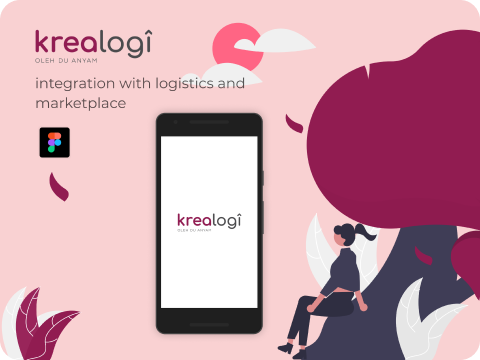 krealogî
OLEH DU ANYAM
integration with logistics and
marketplace
krealogî
OLEH DU ANYAM